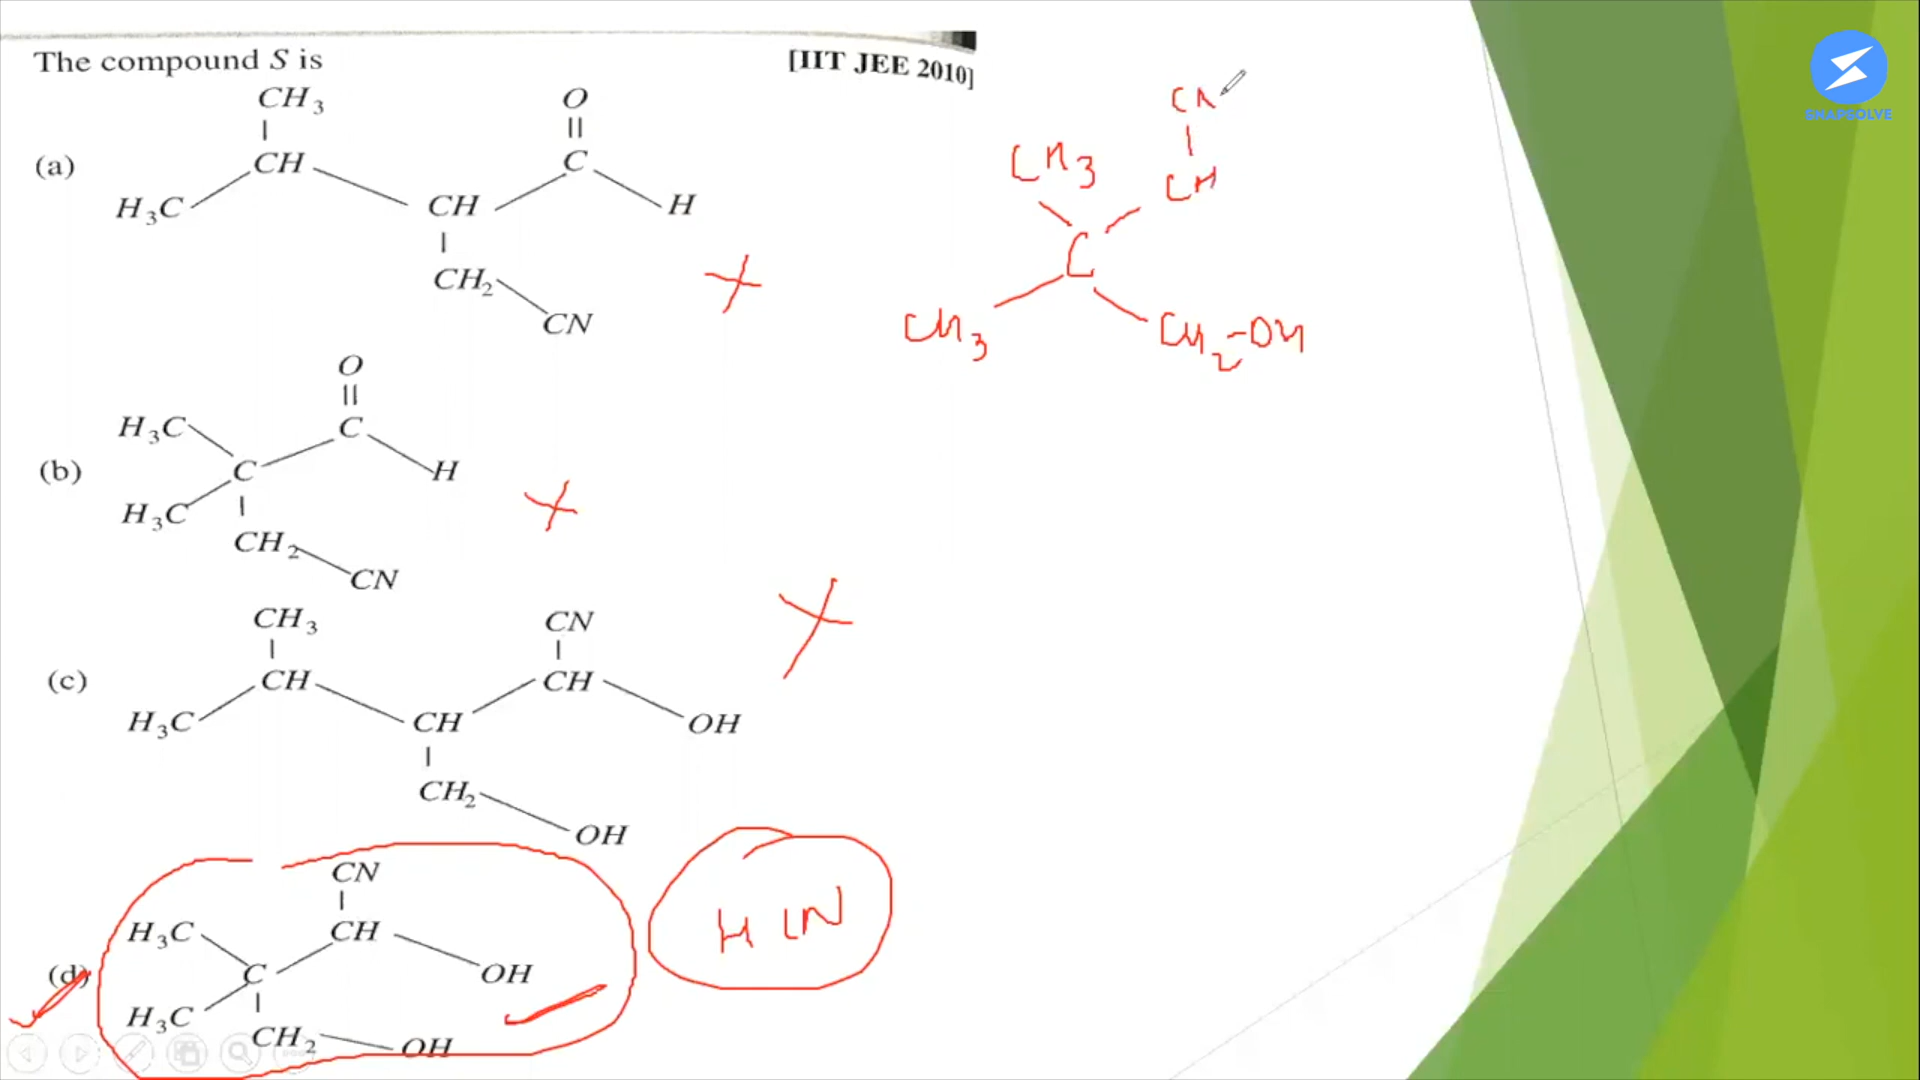 The compound S is
[IIT JEE 2010]
(a)
CH3
O
CH
C
H3C
CH
H
CH2
CN
(b)
O
H3C
C
C
H
H3C
CH2
CN
(c)
CH3
CN
CH
CH
H3C
CH
OH
CH2
OH
(d)
CN
H3C
CH
C
OH
H3C
CH2
OH
HCN
CH3
CH
C
CH3
CH2-OH
SNAPSOLVE